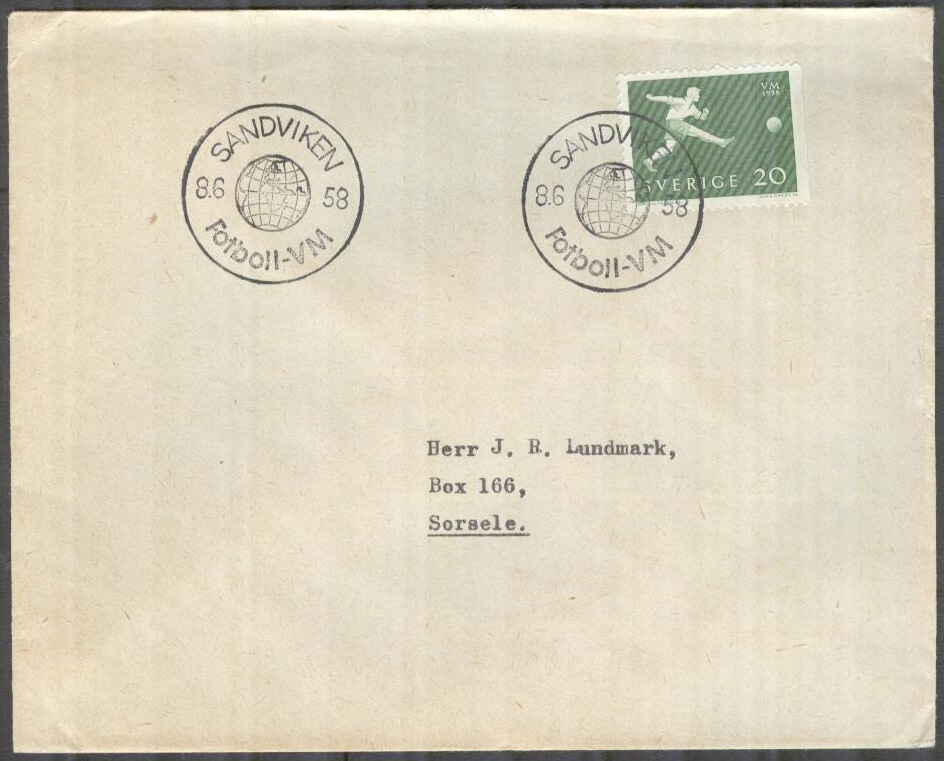 SANDVIKEN
8.6 58
Fotboll-VM
SANDVIKEN
8.6 58
Fotboll-VM
VM
1958
SVERIGE 20
Herr J. R. Lundmark,
Box 166,
Sorsele.